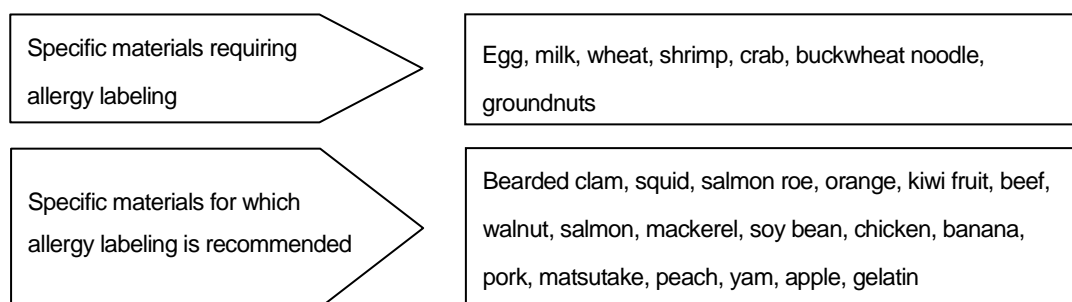 Specific materials requiring
allergy labeling
Egg, milk, wheat, shrimp, crab, buckwheat noodle,
groundnuts
Specific materials for which
allergy labeling is recommended
Bearded clam, squid, salmon roe, orange, kiwi fruit, beef,
walnut, salmon, mackerel, soy bean, chicken, banana,
pork, matsutake, peach, yam, apple, gelatin